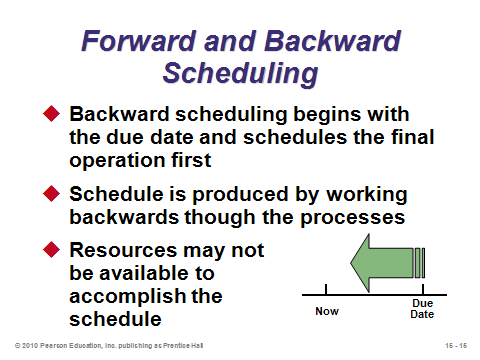 Forward and Backward
Scheduling
Backward scheduling begins with
the due date and schedules the final
operation first
Schedule is produced by working
backwards though the processes
Resources may not
be available to
accomplish the
schedule
Now
Due
Date
© 2010 Pearson Education, Inc. publishing as Prentice Hall
15 - 15